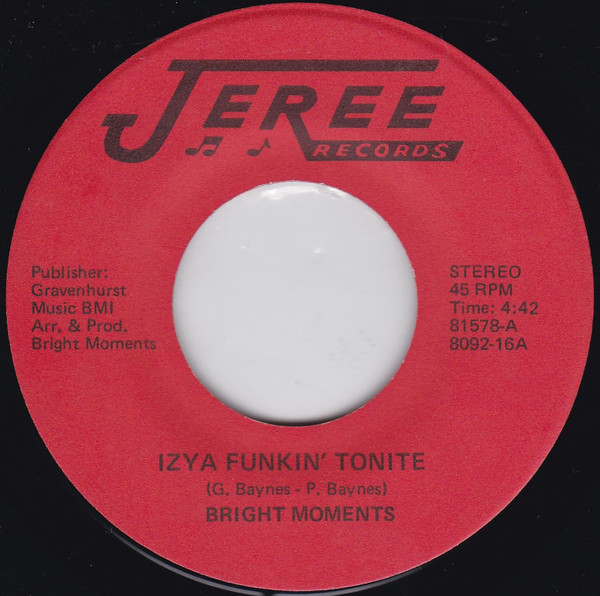 JEREE
RECORDS
Publisher:
Gravenhurst
Music BMI
Arr. & Prod.
Bright Moments
STEREO
45 RPM
Time: 4:42
81578-A
8092-16A
IZYA FUNKIN' TONITE
(G. Baynes - P. Baynes)
BRIGHT MOMENTS